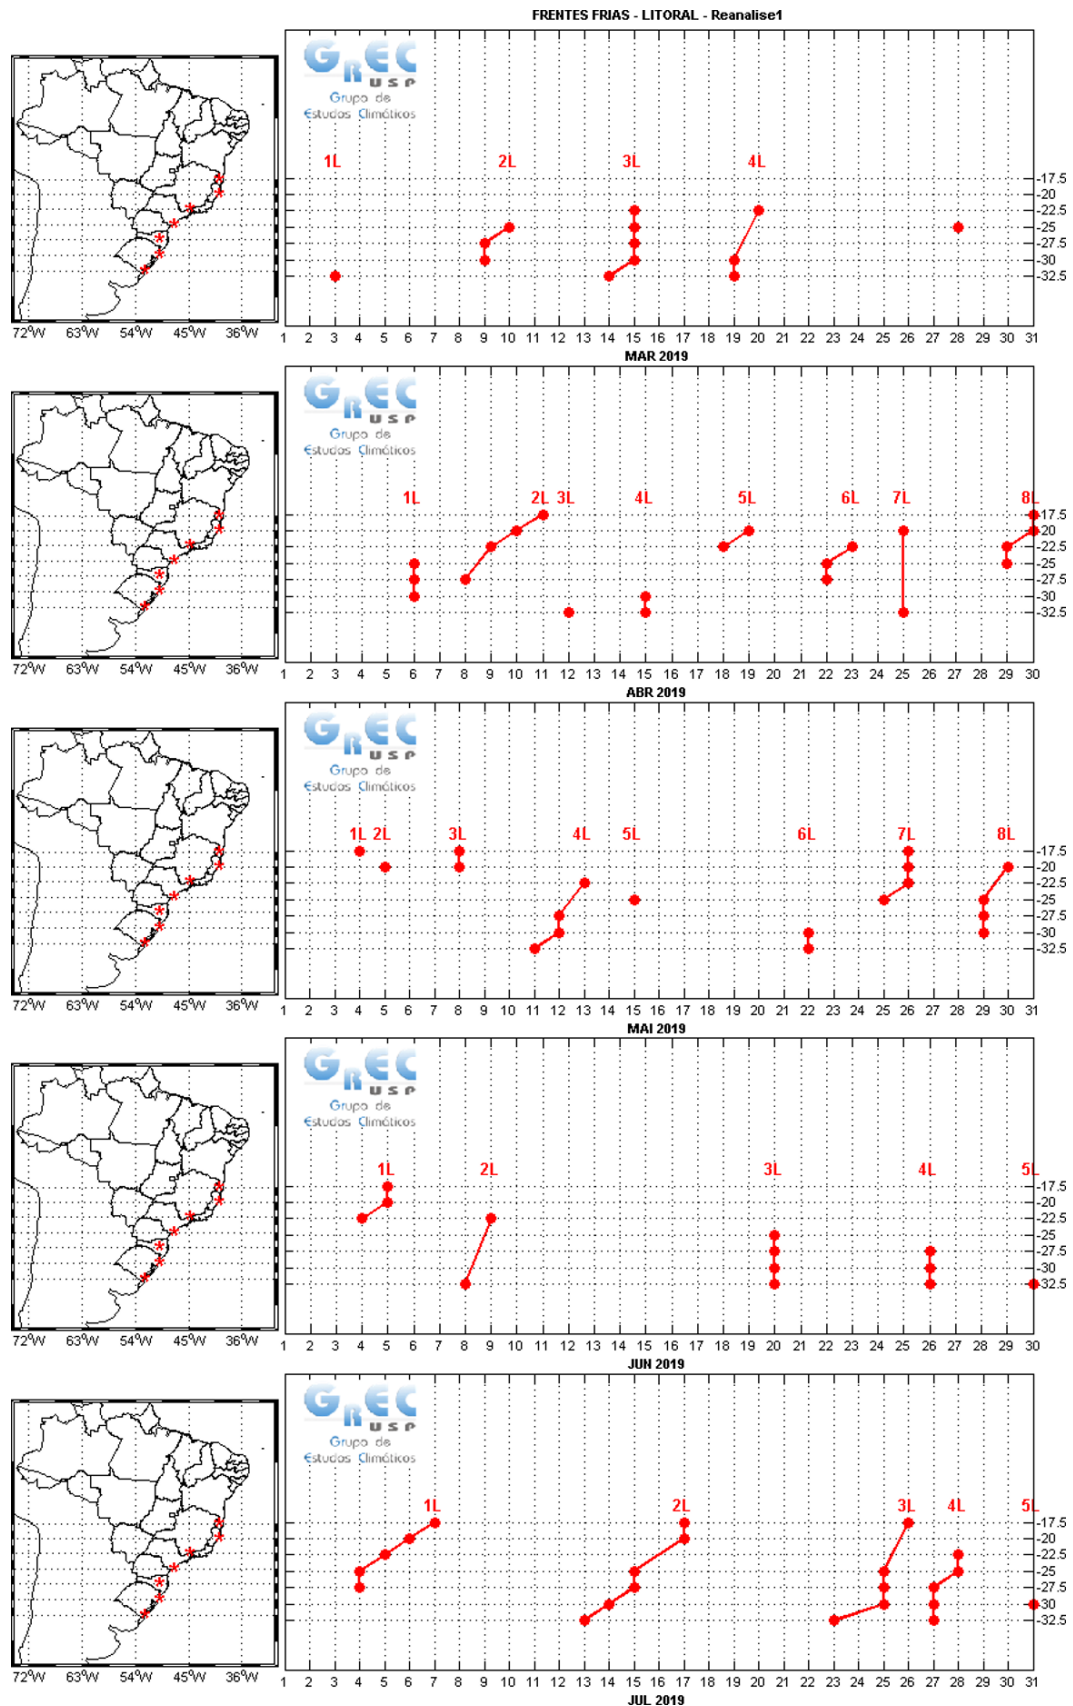 FRENTES FRIAS - LITORAL - Reanalise1
GREC
USP
Grupo de
Estudos Climáticos
1L 2L 3L 4L
-17.5
-20
-22.5
-25
-27.5
-30
-32.5
72°W 63°W 54°W 45°W 36°W
1 2 3 4 5 6 7 8 9 10 11 12 13 14 15 16 17 18 19 20 21 22 23 24 25 26 27 28 29 30 31
MAR 2019
GREC
USP
Grupo de
Estudos Climáticos
1L 2L 3L 4L 5L 6L 7L 8L
-17.5
-20
-22.5
-25
-27.5
-30
-32.5
72°W 63°W 54°W 45°W 36°W
1 2 3 4 5 6 7 8 9 10 11 12 13 14 15 16 17 18 19 20 21 22 23 24 25 26 27 28 29 30
ABR 2019
GREC
USP
Grupo de
Estudos Climáticos
1L 2L 3L 4L 5L 6L 7L 8L
-17.5
-20
-22.5
-25
-27.5
-30
-32.5
72°W 63°W 54°W 45°W 36°W
1 2 3 4 5 6 7 8 9 10 11 12 13 14 15 16 17 18 19 20 21 22 23 24 25 26 27 28 29 30 31
MAI 2019
GREC
USP
Grupo de
Estudos Climáticos
1L 2L 3L 4L 5L
-17.5
-20
-22.5
-25
-27.5
-30
-32.5
72°W 63°W 54°W 45°W 36°W
1 2 3 4 5 6 7 8 9 10 11 12 13 14 15 16 17 18 19 20 21 22 23 24 25 26 27 28 29 30
JUN 2019
GREC
USP
Grupo de
Estudos Climáticos
1L 2L 3L 4L 5L
-17.5
-20
-22.5
-25
-27.5
-30
-32.5
72°W 63°W 54°W 45°W 36°W
1 2 3 4 5 6 7 8 9 10 11 12 13 14 15 16 17 18 19 20 21 22 23 24 25 26 27 28 29 30 31
JUL 2019